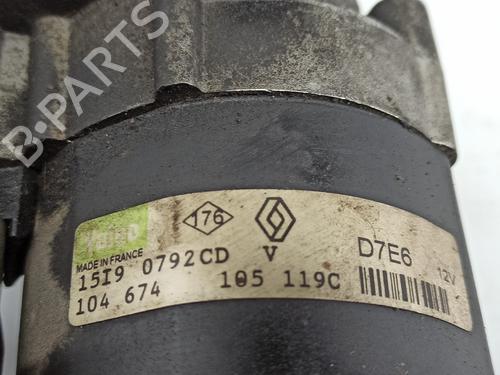 B-PARTS
Valeo
176
MADE IN FRANCE
15I9 0792CD V D7E6 12V
104 674 105 119C